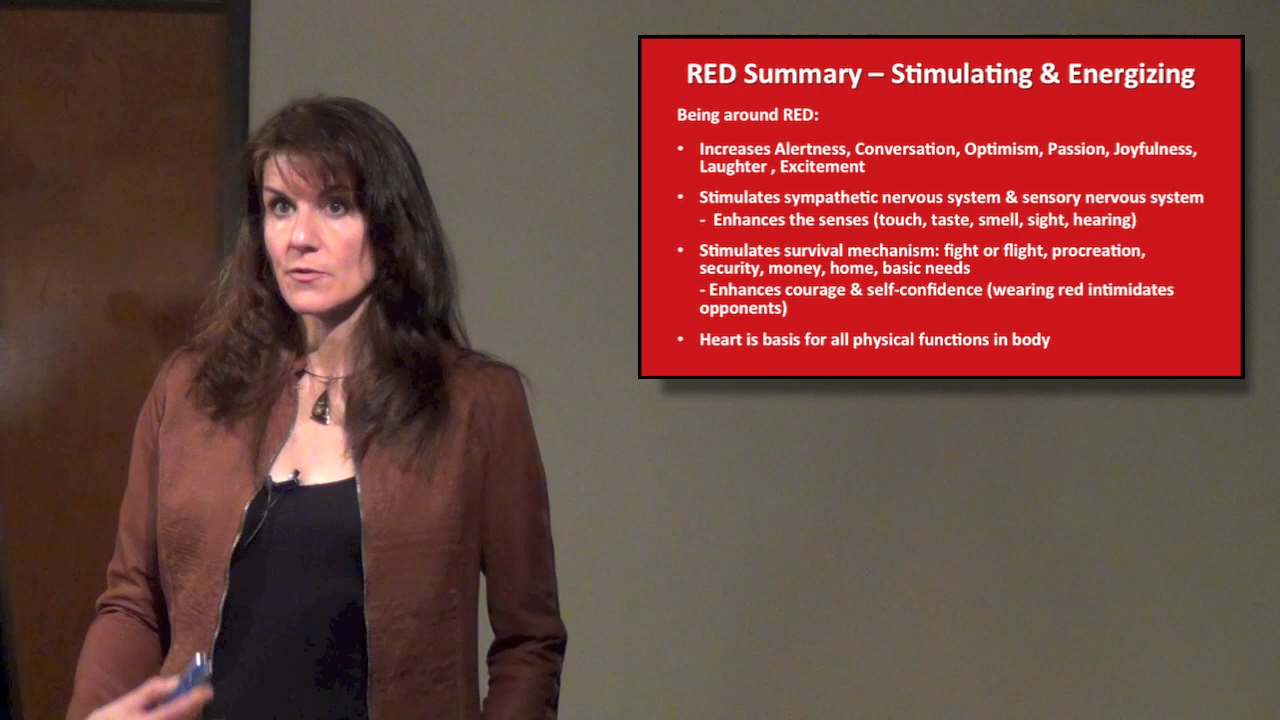 RED Summary – Stimulating & Energizing
Being around RED:
• Increases Alertness, Conversation, Optimism, Passion, Joyfulness,
Laughter , Excitement
• Stimulates sympathetic nervous system & sensory nervous system
- Enhances the senses (touch, taste, smell, sight, hearing)
• Stimulates survival mechanism: fight or flight, procreation,
security, money, home, basic needs
- Enhances courage & self-confidence (wearing red intimidates
opponents)
• Heart is basis for all physical functions in body